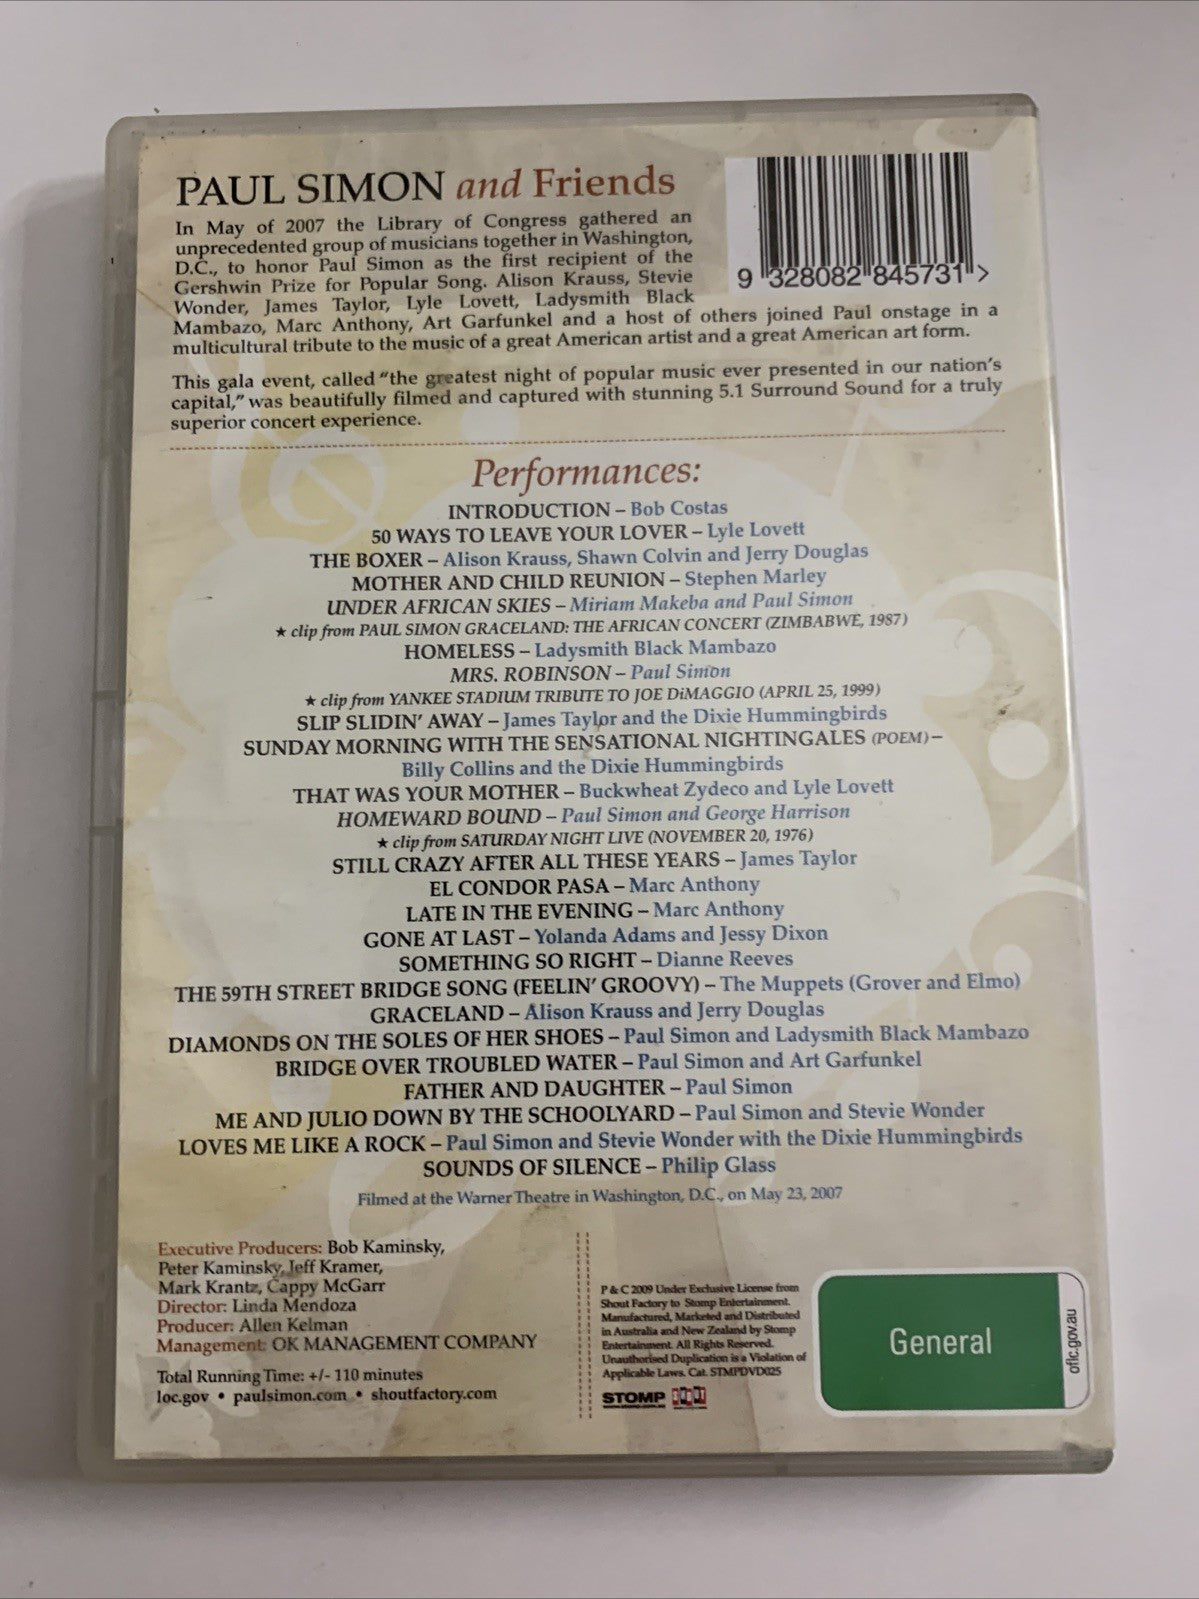 PAUL SIMON and Friends
In May of 2007 the Library of Congress gathered an
unprecedented group of musicians together in Washington,
D.C., to honor Paul Simon as the first recipient of the
Gershwin Prize for Popular Song. Alison Krauss, Stevie
Wonder, James Taylor, Lyle Lovett, Ladysmith Black
Mambazo, Marc Anthony, Art Garfunkel and a host of others joined Paul onstage in a
multicultural tribute to the music of a great American artist and a great American art form.
9 328082 845731 >
This gala event, called "the greatest night of popular music ever presented in our nation's
capital," was beautifully filmed and captured with stunning 5.1 Surround Sound for a truly
superior concert experience.
Performances:
INTRODUCTION – Bob Costas
50 WAYS TO LEAVE YOUR LOVER – Lyle Lovett
THE BOXER – Alison Krauss, Shawn Colvin and Jerry Douglas
MOTHER AND CHILD REUNION – Stephen Marley
UNDER AFRICAN SKIES – Miriam Makeba and Paul Simon
★ clip from PAUL SIMON GRACELAND: THE AFRICAN CONCERT (ZIMBABWE, 1987)
HOMELESS – Ladysmith Black Mambazo
MRS. ROBINSON – Paul Simon
★ clip from YANKEE STADIUM TRIBUTE TO JOE DiMAGGIO (APRIL 25, 1999)
SLIP SLIDIN' AWAY – James Taylor and the Dixie Hummingbirds
SUNDAY MORNING WITH THE SENSATIONAL NIGHTINGALES (POEM) –
Billy Collins and the Dixie Hummingbirds
THAT WAS YOUR MOTHER – Buckwheat Zydeco and Lyle Lovett
HOMEWARD BOUND – Paul Simon and George Harrison
★ clip from SATURDAY NIGHT LIVE (NOVEMBER 20, 1976)
STILL CRAZY AFTER ALL THESE YEARS – James Taylor
EL CONDOR PASA – Marc Anthony
LATE IN THE EVENING – Marc Anthony
GONE AT LAST – Yolanda Adams and Jessy Dixon
SOMETHING SO RIGHT – Dianne Reeves
THE 59TH STREET BRIDGE SONG (FEELIN' GROOVY) – The Muppets (Grover and Elmo)
GRACELAND – Alison Krauss and Jerry Douglas
DIAMONDS ON THE SOLES OF HER SHOES – Paul Simon and Ladysmith Black Mambazo
BRIDGE OVER TROUBLED WATER – Paul Simon and Art Garfunkel
FATHER AND DAUGHTER – Paul Simon
ME AND JULIO DOWN BY THE SCHOOLYARD – Paul Simon and Stevie Wonder
LOVES ME LIKE A ROCK – Paul Simon and Stevie Wonder with the Dixie Hummingbirds
SOUNDS OF SILENCE – Philip Glass
Filmed at the Warner Theatre in Washington, D.C., on May 23, 2007
Executive Producers: Bob Kaminsky,
Peter Kaminsky, Jeff Kramer,
Mark Krantz, Cappy McGarr
Director: Linda Mendoza
Producer: Allen Kelman
Management: OK MANAGEMENT COMPANY
Total Running Time: +/- 110 minutes
loc.gov • paulsimon.com • shoutfactory.com
P & C 2009 Under Exclusive License from
Shout Factory to Stomp Entertainment.
Manufactured, Marketed and Distributed
in Australia and New Zealand by Stomp
Entertainment. All Rights Reserved.
Unauthorised Duplication is a Violation of
Applicable Laws. Cat. STMPDVD025
STOMP
General
oflc.gov.au